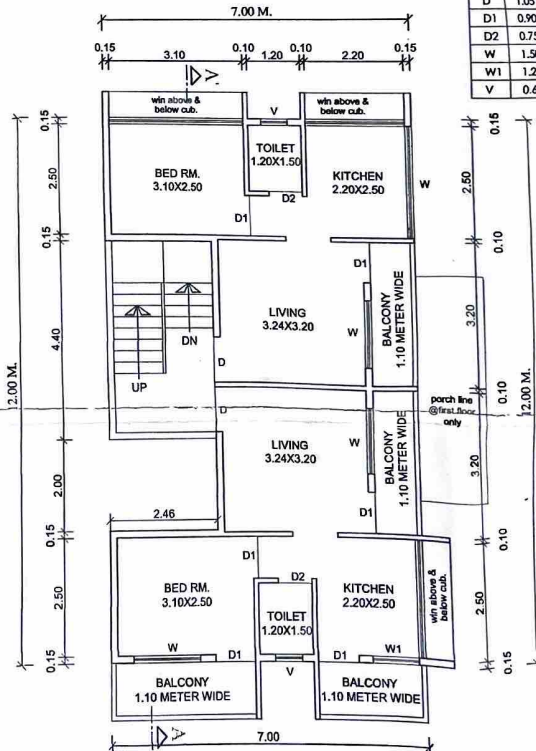 7.00 M.
0.15 3.10 0.10 1.20 0.10 2.20 0.15
D 1.05
D1 0.90
D2 0.75
W
W1
V
V
win above &
below cub.
V
win above &
below cub.
0.15
2.50
0.15
4.40
2.00
0.15
2.50
0.15
12.00 M.
TOILET
1.20X1.50
BED RM.
3.10X2.50
KITCHEN
2.20X2.50
W
D2
D1
D1
LIVING
3.24X3.20
W
BALCONY
1.10 METER WIDE
DN
UP
D
D
LIVING
3.24X3.20
W
BALCONY
1.10 METER WIDE
D1
porch line
@first floor
only
2.46
D1
D2
BED RM.
3.10X2.50
TOILET
1.20X1.50
KITCHEN
2.20X2.50
win above &
below cub.
W
D1
V
D1
W1
BALCONY
1.10 METER WIDE
BALCONY
1.10 METER WIDE
A
7.00
0.15
2.50
0.10
3.20
0.10
3.20
0.10
2.50
0.15
12.00 M.